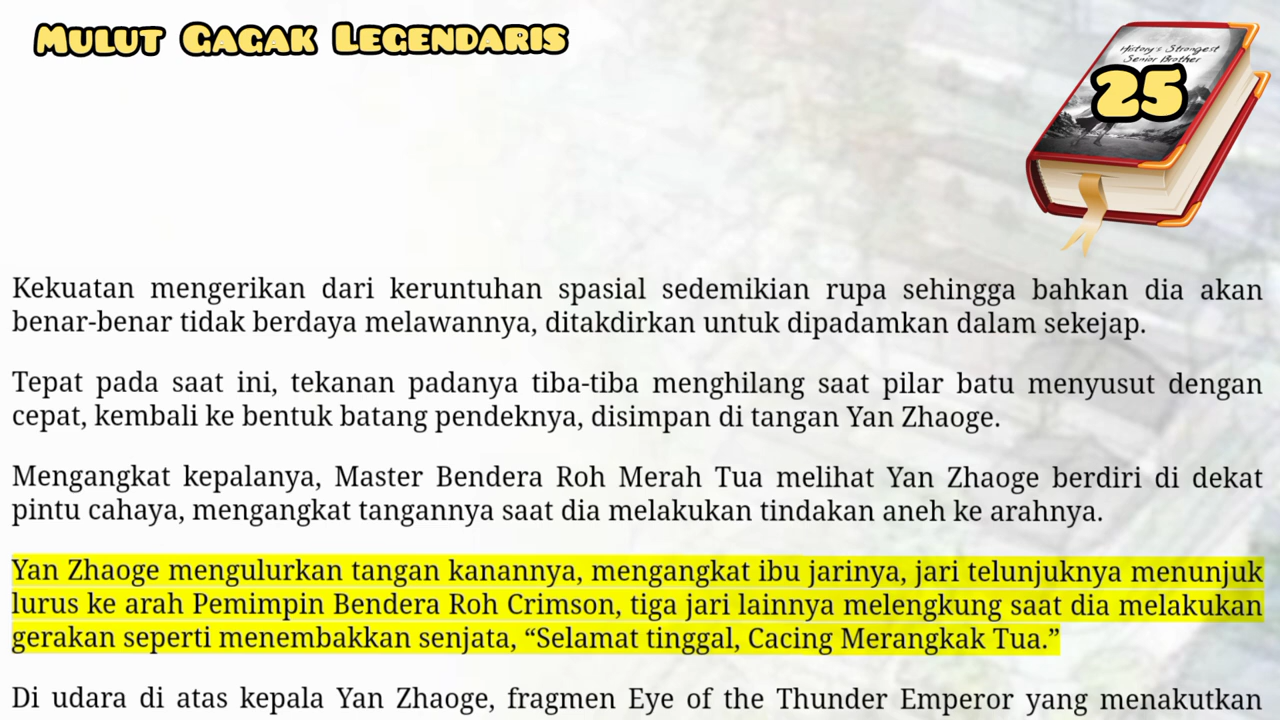 Mulut Gagak Legendaris
History's Strongest
Senior Brother
25
Kekuatan mengerikan dari keruntuhan spasial sedemikian rupa sehingga bahkan dia akan
benar-benar tidak berdaya melawannya, ditakdirkan untuk dipadamkan dalam sekejap.
Tepat pada saat ini, tekanan padanya tiba-tiba menghilang saat pilar batu menyusut dengan
cepat, kembali ke bentuk batang pendeknya, disimpan di tangan Yan Zhaoge.
Mengangkat kepalanya, Master Bendera Roh Merah Tua melihat Yan Zhaoge berdiri di dekat
pintu cahaya, mengangkat tangannya saat dia melakukan tindakan aneh ke arahnya.
Yan Zhaoge mengulurkan tangan kanannya, mengangkat ibu jarinya, jari telunjuknya menunjuk
lurus ke arah Pemimpin Bendera Roh Crimson, tiga jari lainnya melengkung saat dia melakukan
gerakan seperti menembakkan senjata, “Selamat tinggal, Cacing Merangkak Tua.”
Di udara di atas kepala Yan Zhaoge, fragmen Eye of the Thunder Emperor yang menakutkan